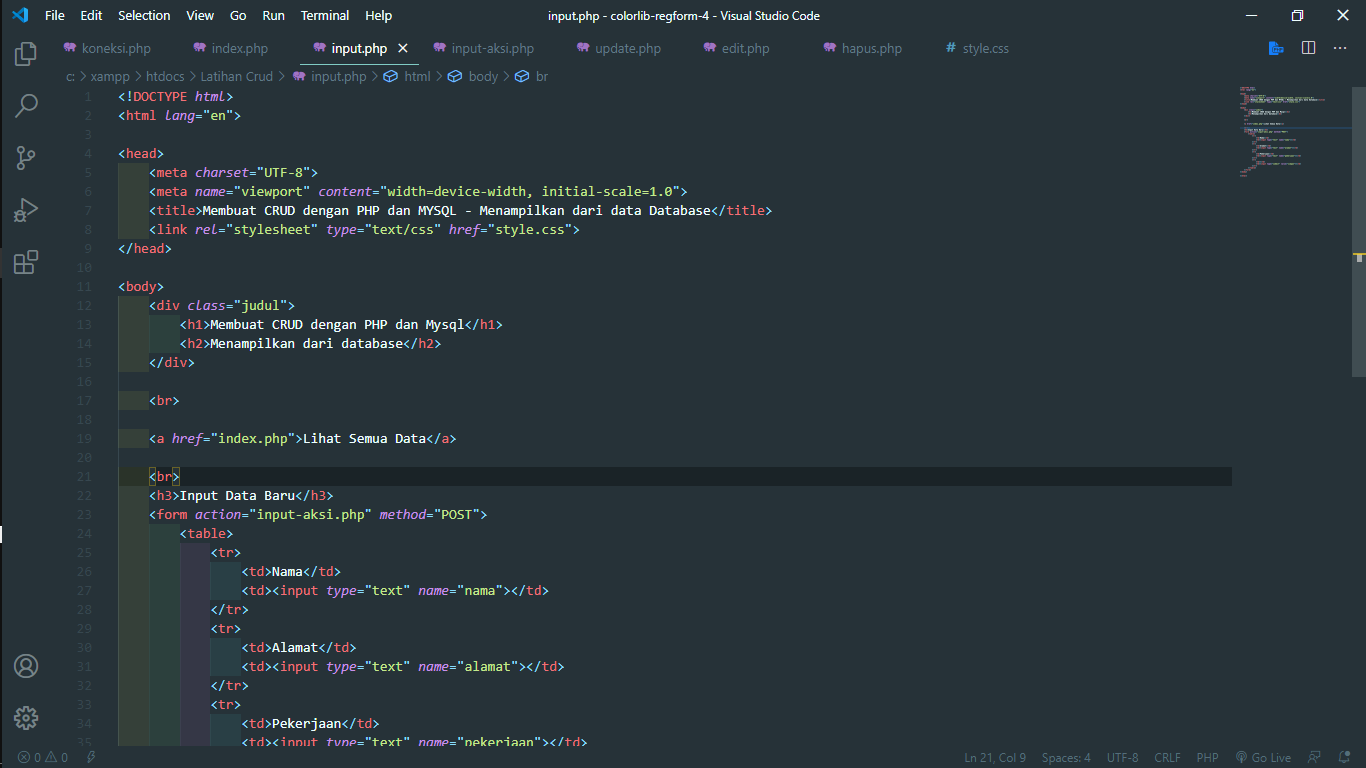 File Edit Selection View Go Run Terminal Help input.php - colorlib-regform-4 - Visual Studio Code
koneksi.php index.php input.php input-aksi.php update.php edit.php hapus.php # style.css
c: > xampp > htdocs > Latihan Crud > input.php > html > body > br
1 <!DOCTYPE html>
2 <html lang="en">
3
4 <head>
5 <meta charset="UTF-8">
6 <meta name="viewport" content="width=device-width, initial-scale=1.0">
7 <title>Membuat CRUD dengan PHP dan MYSQL - Menampilkan dari data Database</title>
8 <link rel="stylesheet" type="text/css" href="style.css">
9 </head>
10
11 <body>
12 <div class="judul">
13 <h1>Membuat CRUD dengan PHP dan Mysql</h1>
14 <h2>Menampilkan dari database</h2>
15 </div>
16
17 <br>
18
19 <a href="index.php">Lihat Semua Data</a>
20
21 <br>
22 <h3>Input Data Baru</h3>
23 <form action="input-aksi.php" method="POST">
24 <table>
25 <tr>
26 <td>Nama</td>
27 <td><input type="text" name="nama"></td>
28 </tr>
29 <tr>
30 <td>Alamat</td>
31 <td><input type="text" name="alamat"></td>
32 </tr>
33 <tr>
34 <td>Pekerjaan</td>
35 <td><input type="text" name="pekerjaan"></td>
0 0 Ln 21, Col 9 Spaces: 4 UTF-8 CRLF PHP Go Live